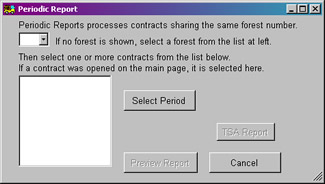 Periodic Report
Periodic Reports processes contracts sharing the same forest number.
If no forest is shown, select a forest from the list at left.
Then select one or more contracts from the list below.
If a contract was opened on the main page, it is selected here.
Select Period
TSA Report
Preview Report
Cancel